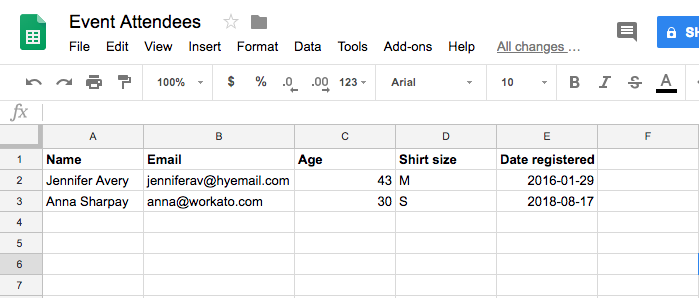 Event Attendees
File Edit View Insert Format Data Tools Add-ons Help All changes ...
100% $ % .0 .00 123 Arial 10 B I S A
fx
A B C D E F
1 Name Email Age Shirt size Date registered
2 Jennifer Avery jenniferav@hyemail.com 43 M 2016-01-29
3 Anna Sharpay anna@workato.com 30 S 2018-08-17
4
5
6
7